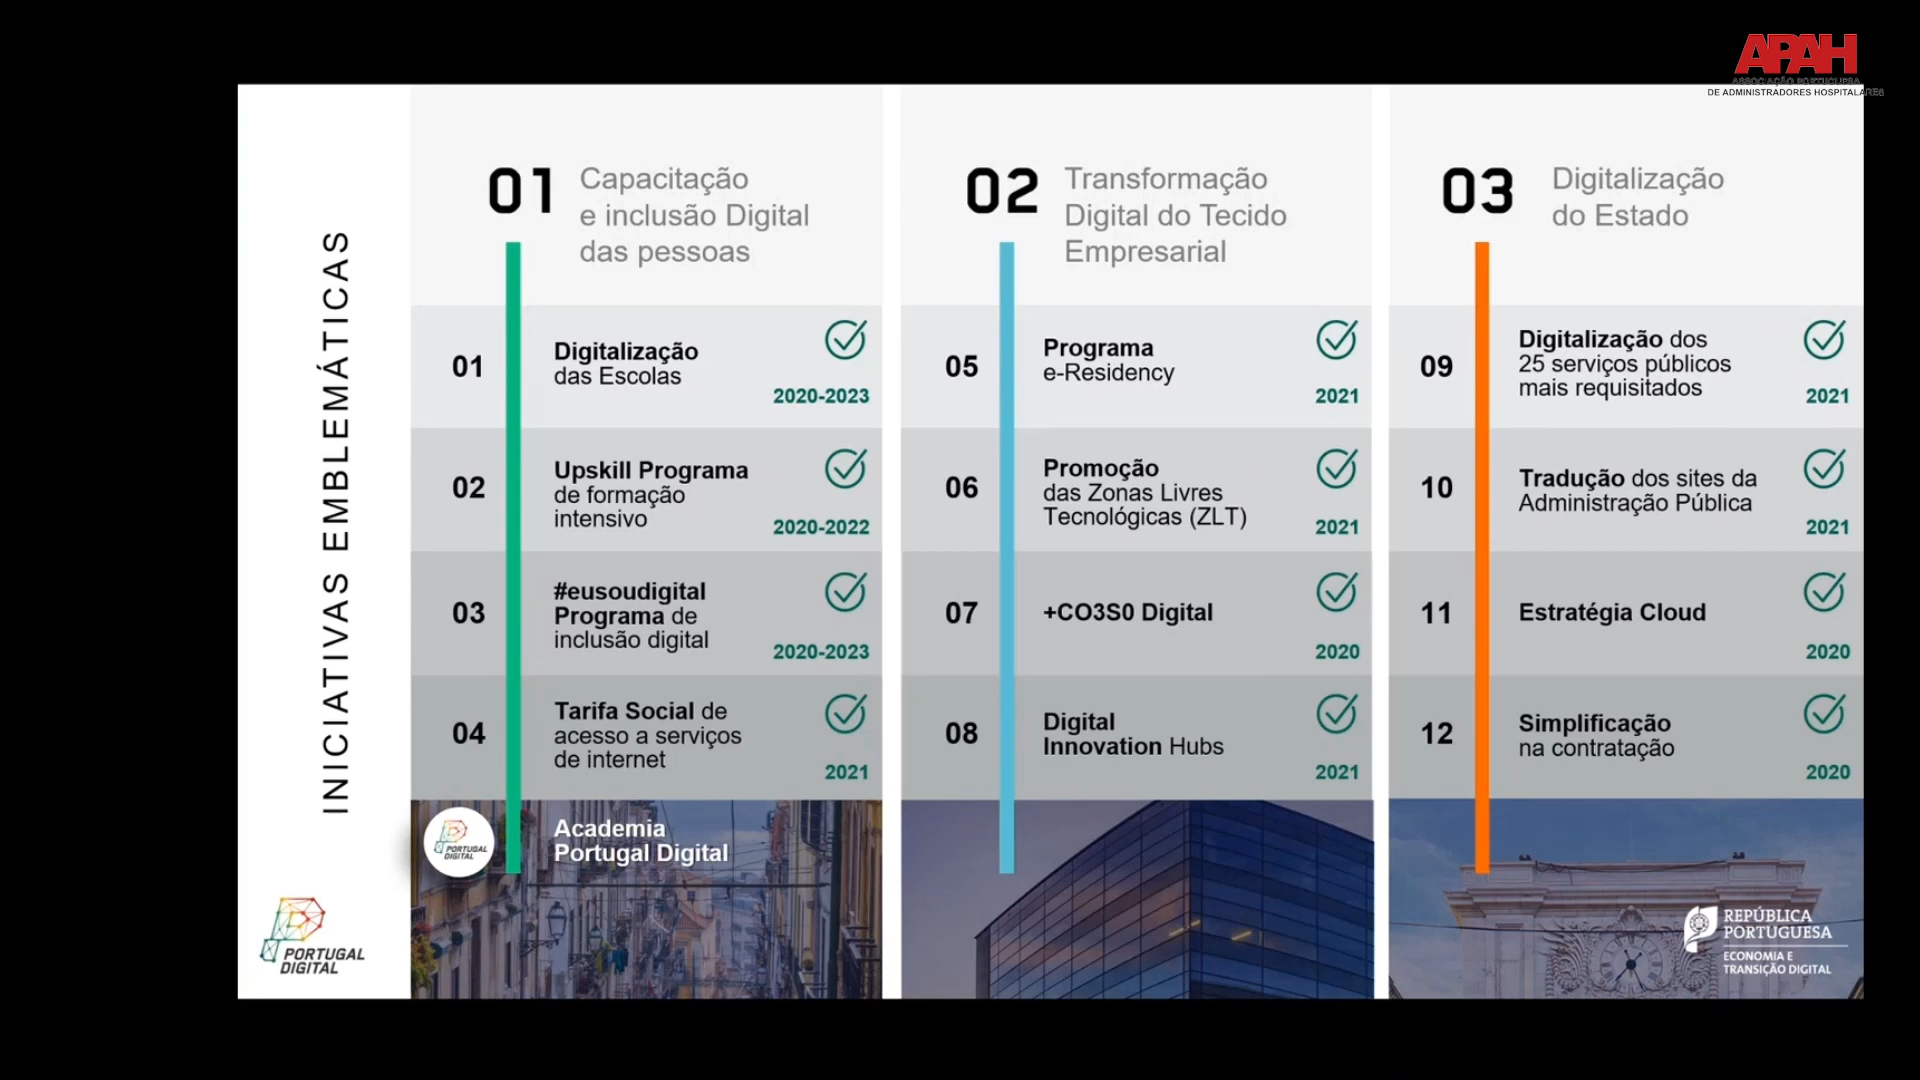 APAH
ASSOCIAÇÃO PORTUGUESA
DE ADMINISTRADORES HOSPITALARES
INICIATIVAS EMBLEMÁTICAS
01
Capacitação
e inclusão Digital
das pessoas
01
Digitalização
das Escolas
2020-2023
02
Upskill Programa
de formação
intensivo
2020-2022
03
#eusoudigital
Programa de
inclusão digital
2020-2023
04
Tarifa Social de
acesso a serviços
de internet
2021
PORTUGAL
DIGITAL
Academia
Portugal Digital
02
Transformação
Digital do Tecido
Empresarial
05
Programa
e-Residency
2021
06
Promoção
das Zonas Livres
Tecnológicas (ZLT)
2021
07
+CO3S0 Digital
2020
08
Digital
Innovation Hubs
2021
03
Digitalização
do Estado
09
Digitalização dos
25 serviços públicos
mais requisitados
2021
10
Tradução dos sites da
Administração Pública
2021
11
Estratégia Cloud
2020
12
Simplificação
na contratação
2020
PORTUGAL
DIGITAL
REPÚBLICA
PORTUGUESA
ECONOMIA E
TRANSIÇÃO DIGITAL